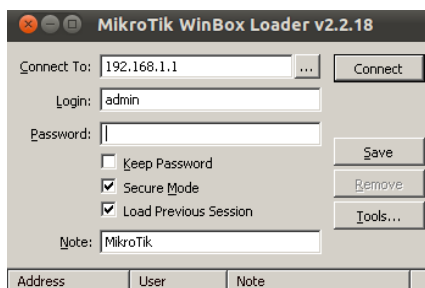 MikroTik WinBox Loader v2.2.18
Connect To: 192.168.1.1 ... Connect
Login: admin
Password:
Keep Password Save
Secure Mode Remove
Load Previous Session Tools...
Note: MikroTik
Address User Note